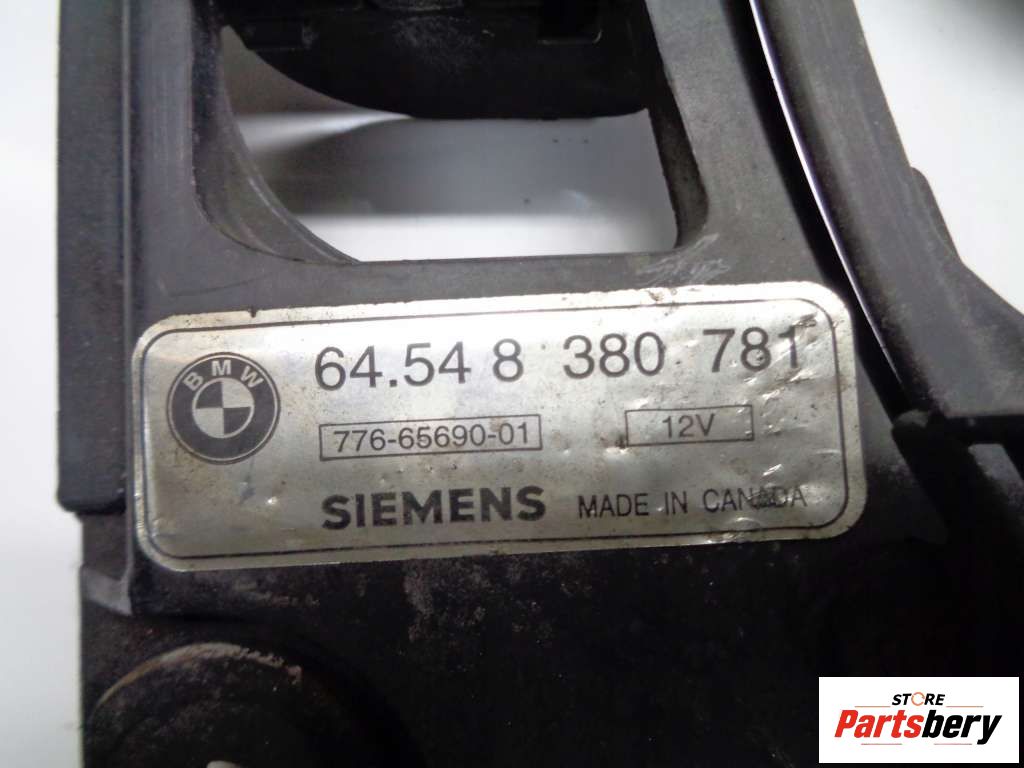 BMW
64.54 8 380 781
776-65690-01 12V
SIEMENS MADE IN CANADA
STORE
Partsbery